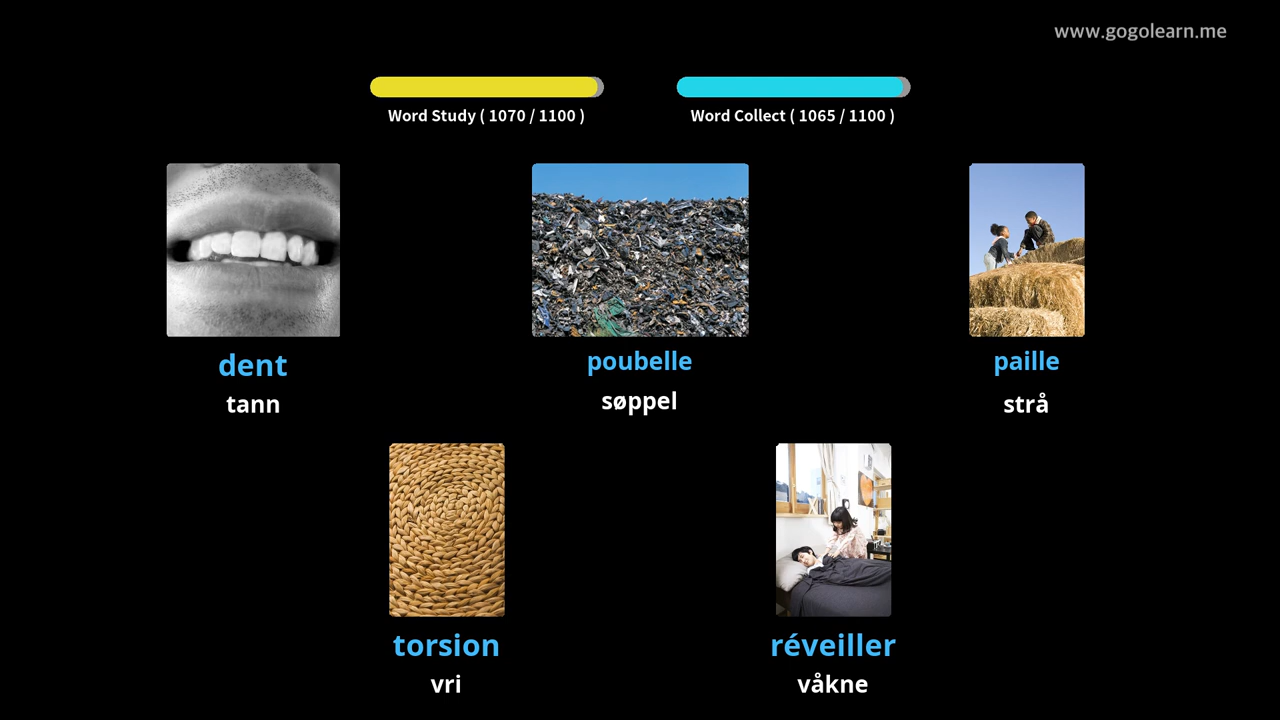 www.gogolearn.me
Word Study ( 1070 / 1100 )
Word Collect ( 1065 / 1100 )
dent
tann
poubelle
søppel
paille
strå
torsion
vri
réveiller
våkne